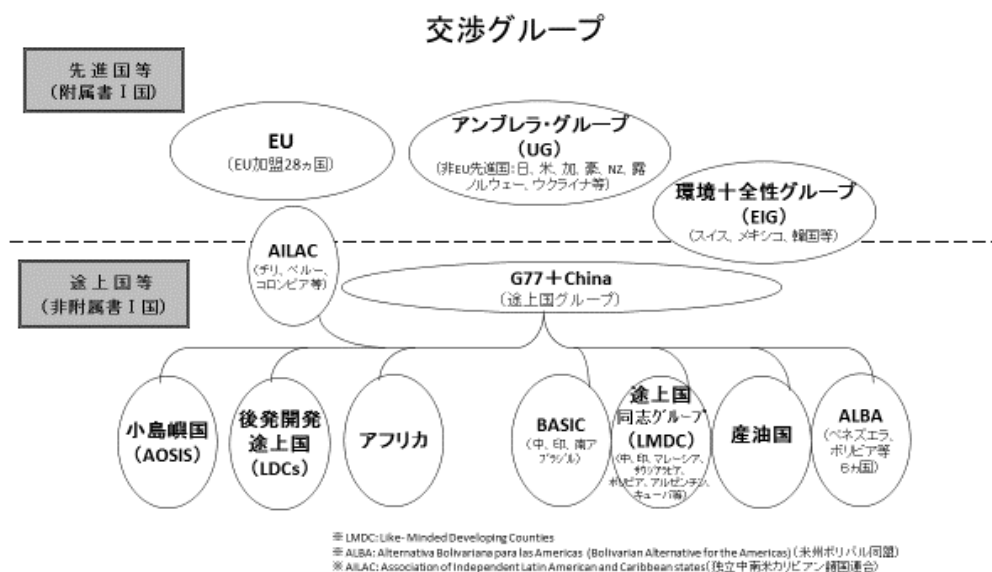 交渉グループ
先進国等
(附属書Ⅰ国)
EU
(EU加盟28ヵ国)
アンブレラ・グループ
(UG)
(非EU先進国:日、米、加、豪、NZ、露
ノルウェー、ウクライナ等)
環境十全性グループ
(EIG)
(スイス、メキシコ、韓国等)
途上国等
(非附属書Ⅰ国)
AILAC
(チリ、ペルー、
コロンビア等)
G77+China
(途上国グループ)
小島嶼国
(AOSIS)
後発開発
途上国
(LDCs)
アフリカ
BASIC
(中、印、南ア
ブラジル)
途上国
同志グループ
(LMDC)
(中、印、マレーシア、
サウジアラビア、
ボリビア、アルゼンチン、
キューバ等)
産油国
ALBA
(ベネズエラ、
ボリビア等
6ヵ国)
※ LMDC: Like- Minded Developing Counties
※ ALBA: Alternativa Bolivariana para las Americas (Bolivarian Alternative for the Americas) (米州ボリバル同盟)
※ AILAC: Association of Independent Latin American and Caribbean states (独立中南米カリビアン諸国連合)